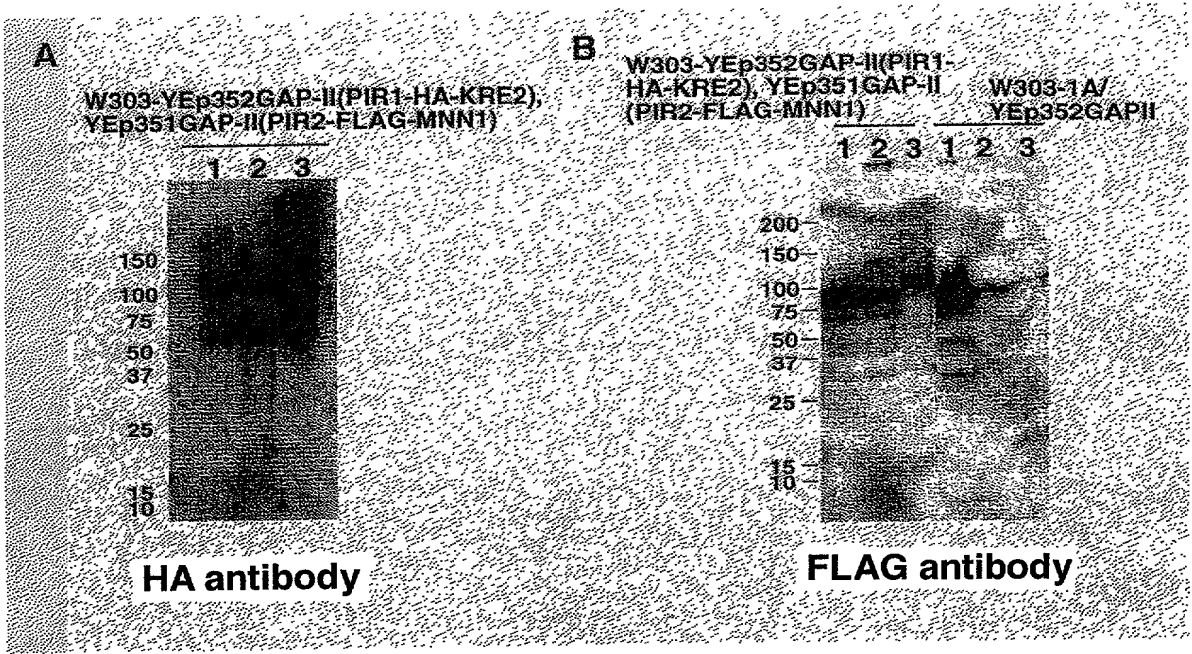 A
W303-YEp352GAP-II(PIR1-HA-KRE2),
YEp351GAP-II(PIR2-FLAG-MNN1)
1 2 3
150
100
75
50
37
25
15
10
HA antibody
B
W303-YEp352GAP-II(PIR1-
HA-KRE2), YEp351GAP-II
(PIR2-FLAG-MNN1)
W303-1A/
YEp352GAPII
1 2 3 1 2 3
200
150
100
75
50
37
25
15
10
FLAG antibody